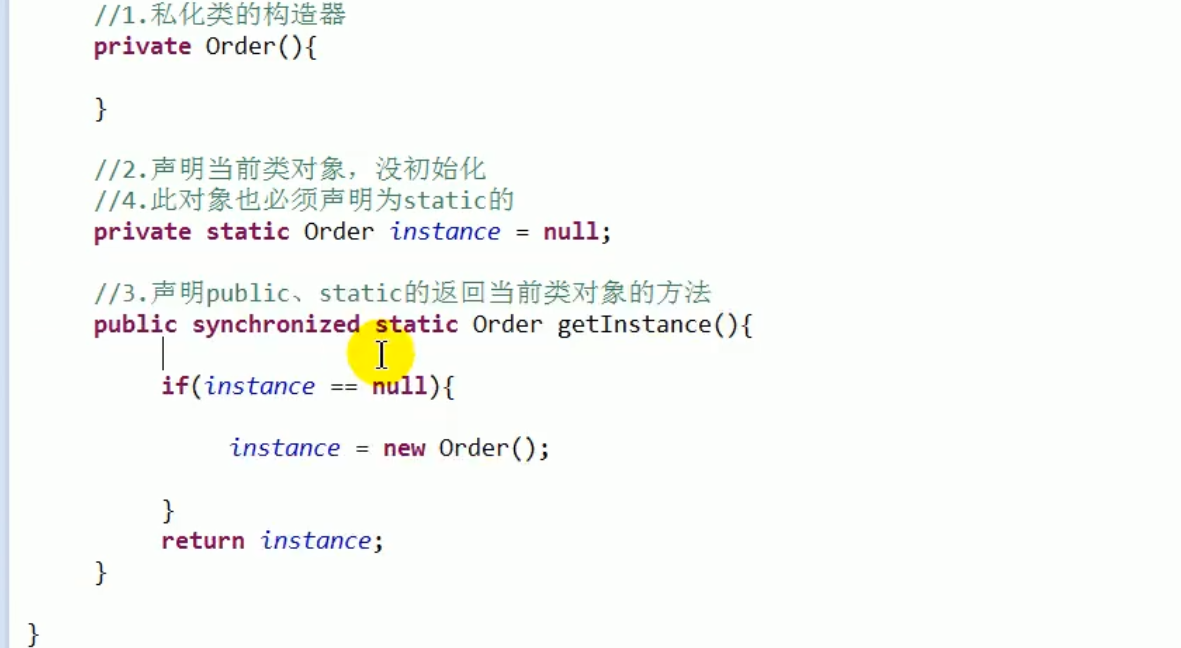 //1.私化类的构造器
private Order(){
}
//2.声明当前类对象，没初始化
//4.此对象也必须声明为static的
private static Order instance = null;
//3.声明public、static的返回当前类对象的方法
public synchronized static Order getInstance(){
if(instance == null){
instance = new Order();
}
return instance;
}
}